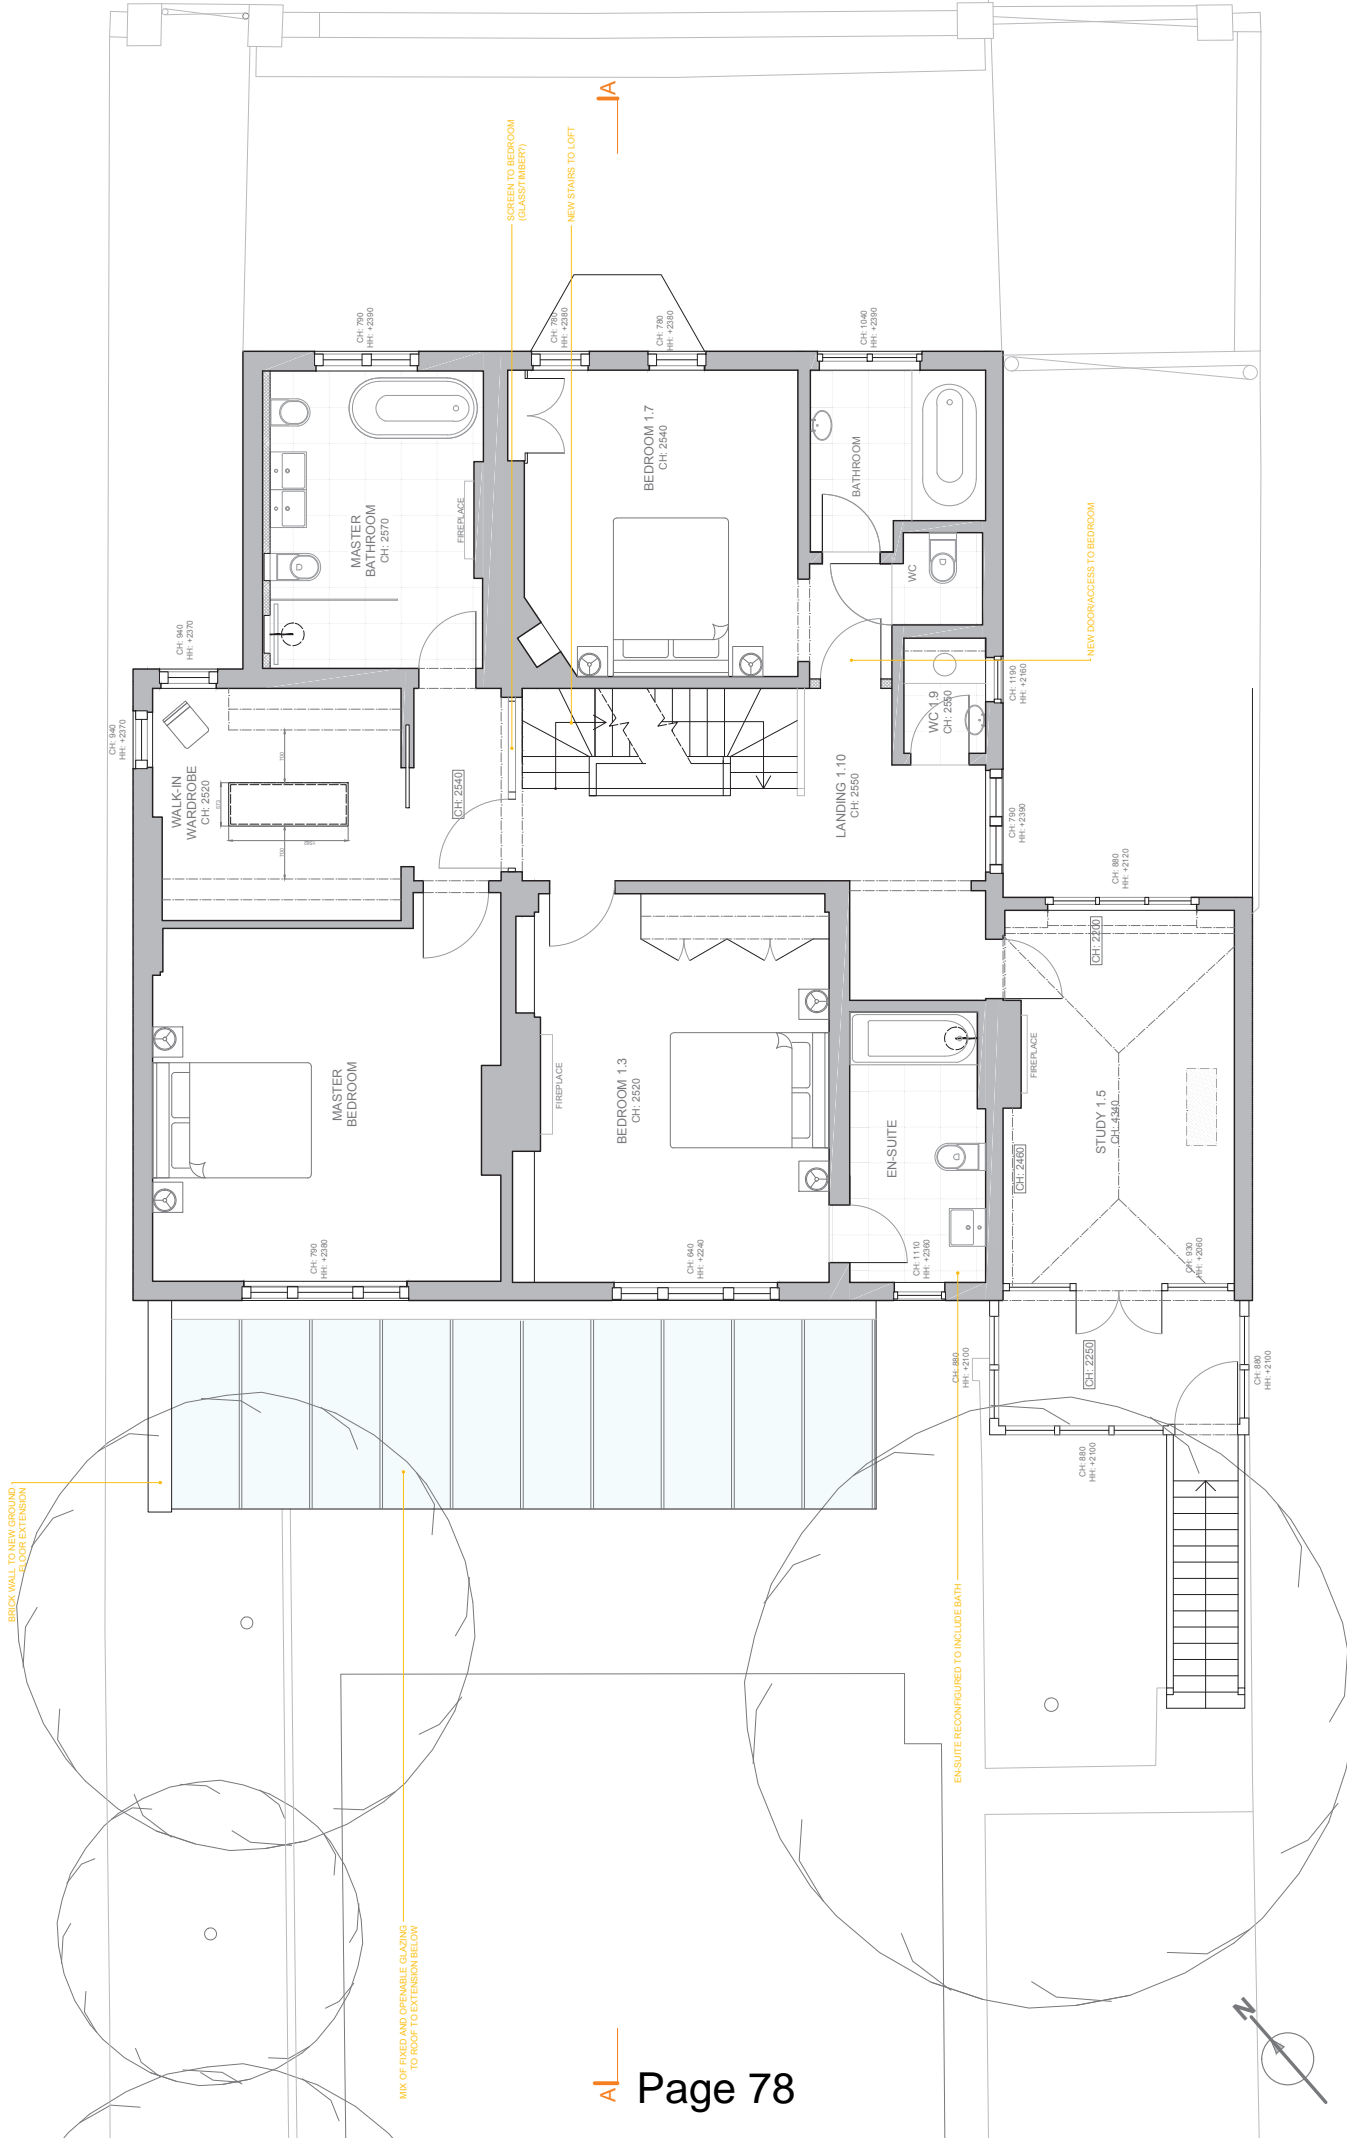 A
SCREEN TO BEDROOM
(GLASS/TIMBER?)
NEW STAIRS TO LOFT
CH: 790
HH: +2390
CH: 780
HH: +2380
CH: 780
HH: +2380
CH: 1040
HH: +2390
MASTER
BATHROOM
CH: 2570
FIREPLACE
BEDROOM 1.7
CH: 2540
BATHROOM
WC
NEW DOOR/ACCESS TO BEDROOM
CH: 940
HH: +2370
CH: 940
HH: +2370
WALK-IN
WARDROBE
CH: 2520
700
700
CH: 2540
LANDING 1.10
CH: 2550
WC 1.9
CH: 2550
CH: 1190
HH: +2160
CH: 790
HH: +2390
CH: 880
HH: +2120
CH: 2200
MASTER
BEDROOM
FIREPLACE
BEDROOM 1.3
CH: 2520
EN-SUITE
FIREPLACE
STUDY 1.5
CH: 4340
CH: 2460
CH: 790
HH: +2380
CH: 640
HH: +2240
CH: 1110
HH: +2360
CH: 930
HH: +2060
CH: 880
HH: +2100
CH: 2250
CH: 880
HH: +2100
CH: 880
HH: +2100
BRICK WALL TO NEW GROUND
FLOOR EXTENSION
EN-SUITE RECONFIGURED TO INCLUDE BATH
MIX OF FIXED AND OPENABLE GLAZING
TO ROOF TO EXTENSION BELOW
N
A
Page 78